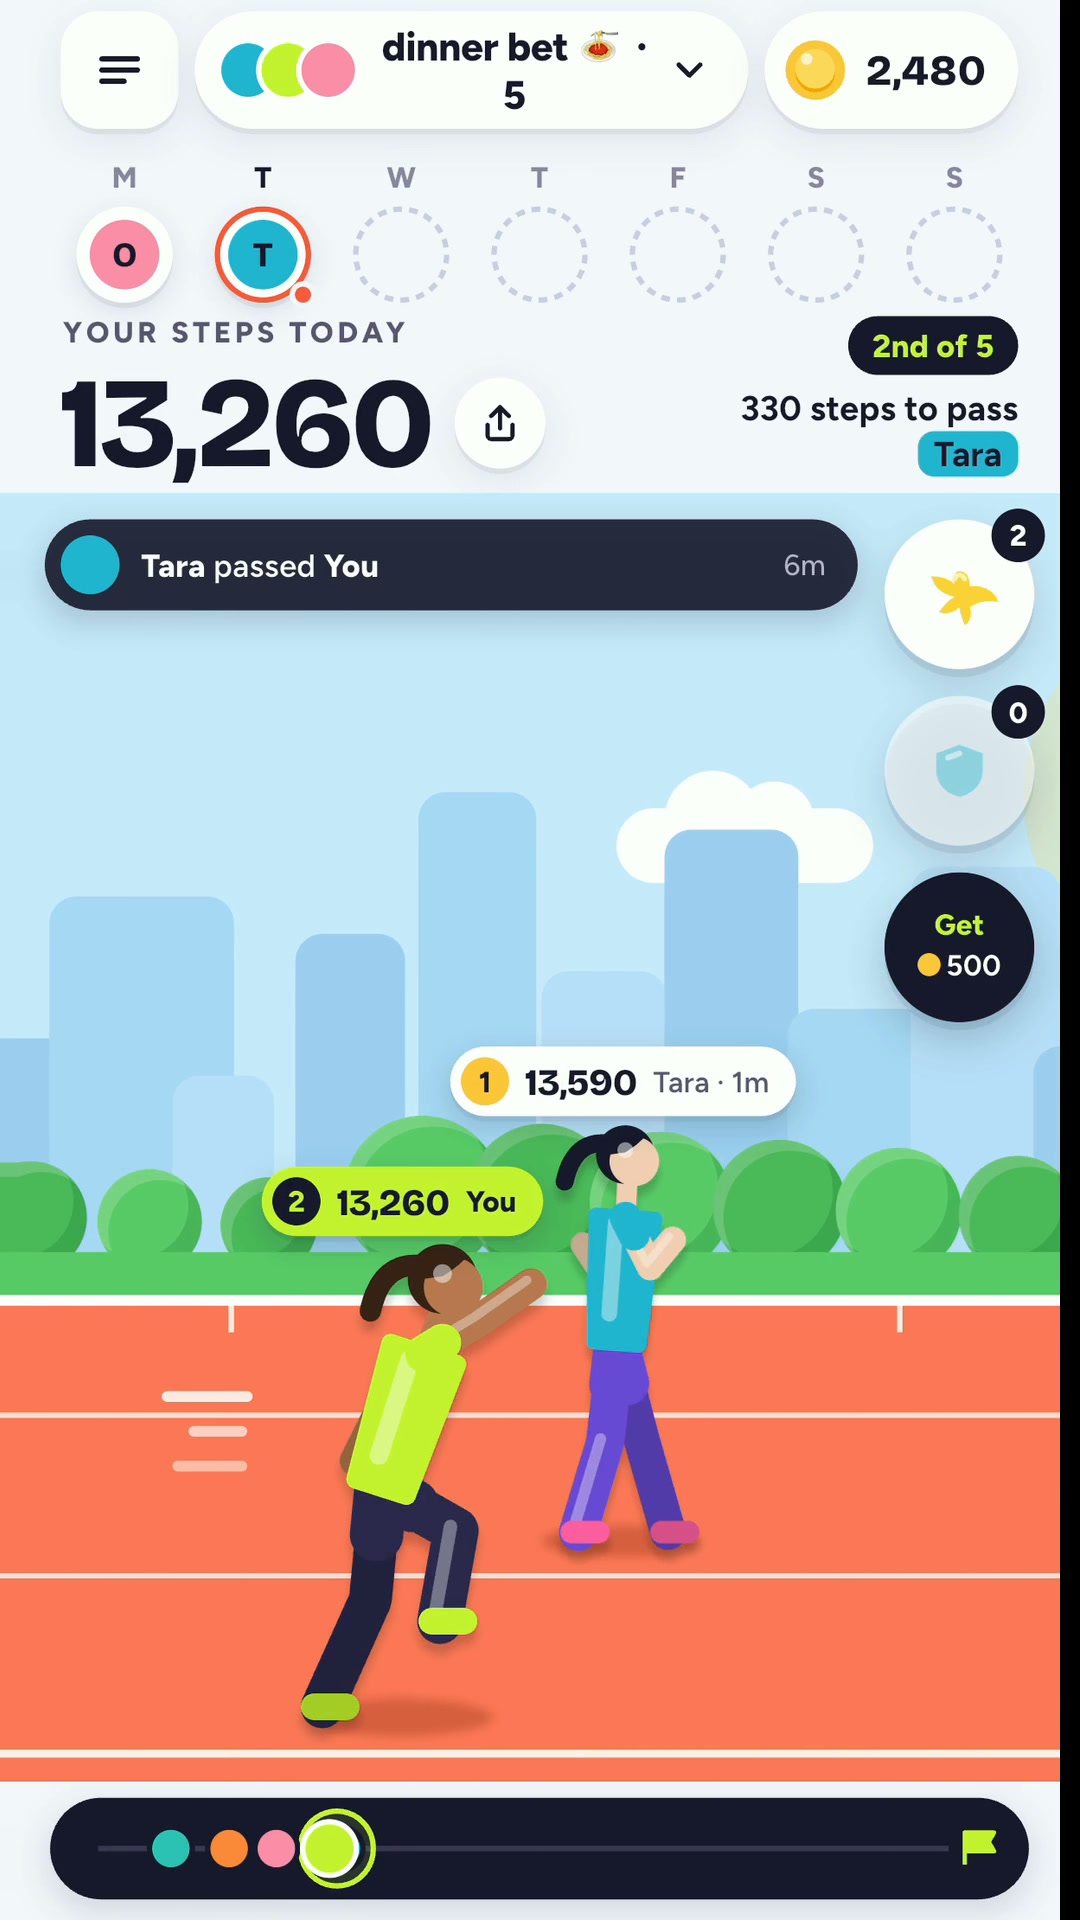 dinner bet 🍝 · 5
2,480
M T W T F S S
O T
YOUR STEPS TODAY
13,260
2nd of 5
330 steps to pass
Tara
Tara passed You 6m
2
0
Get
500
1 13,590 Tara · 1m
2 13,260 You